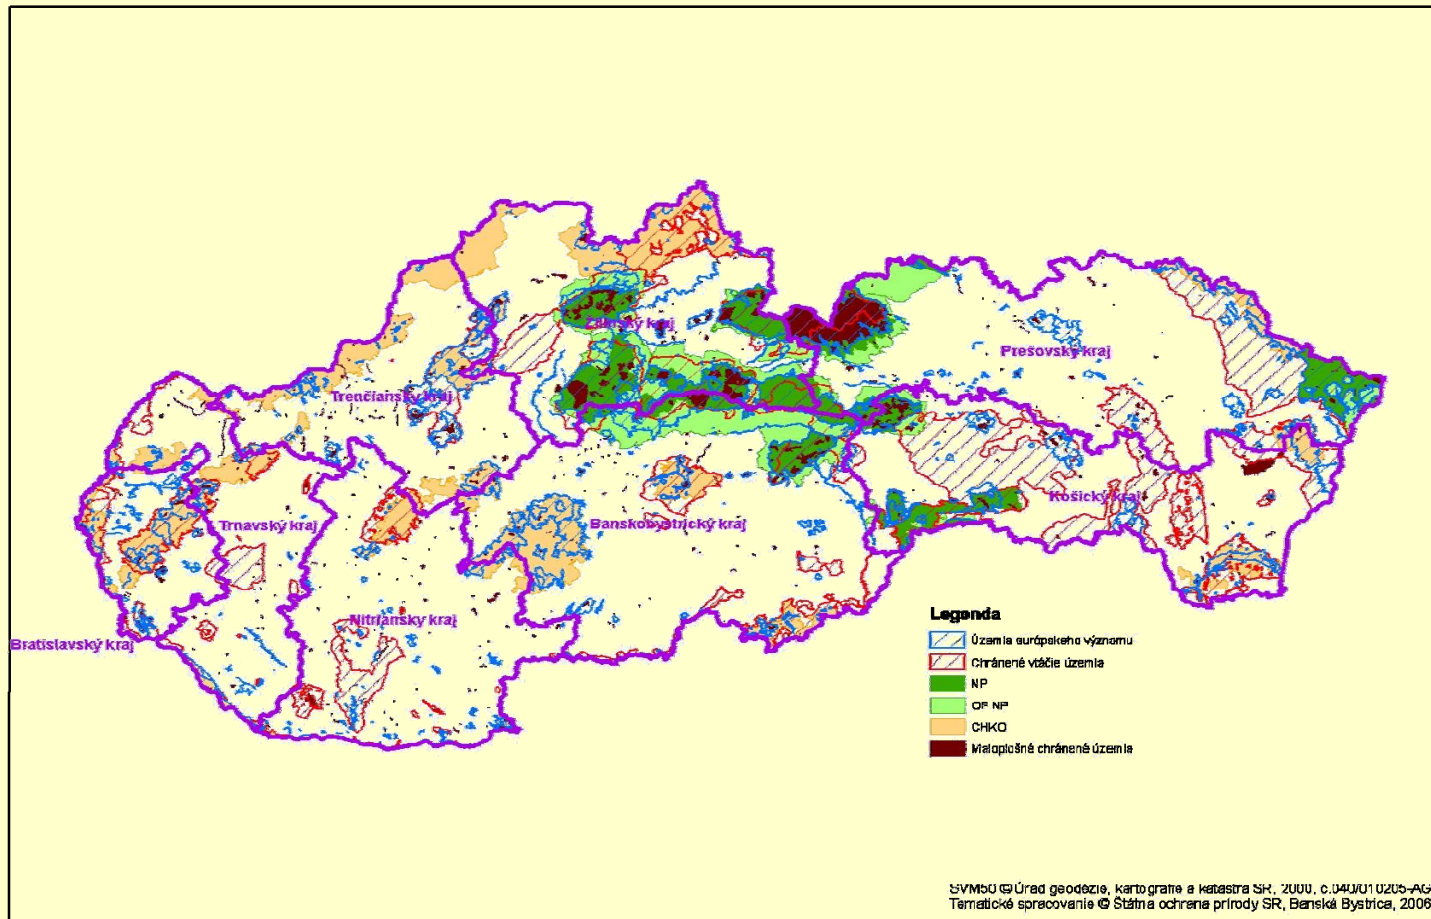 Žilinský kraj
Prešovský kraj
Trenčiansky kraj
Košický kraj
Trnavský kraj
Banskobystrický kraj
Nitriansky kraj
Bratislavský kraj
Legenda
Územia európskeho významu
Chránené vtáčie územia
NP
OP NP
CHKO
Maloplošné chránené územia
SVM50 © Úrad geodézie, kartografie a katastra SR, 2000, č.040/010205-AG
Tematické spracovanie © Štátna ochrana prírody SR, Banská Bystrica, 2006